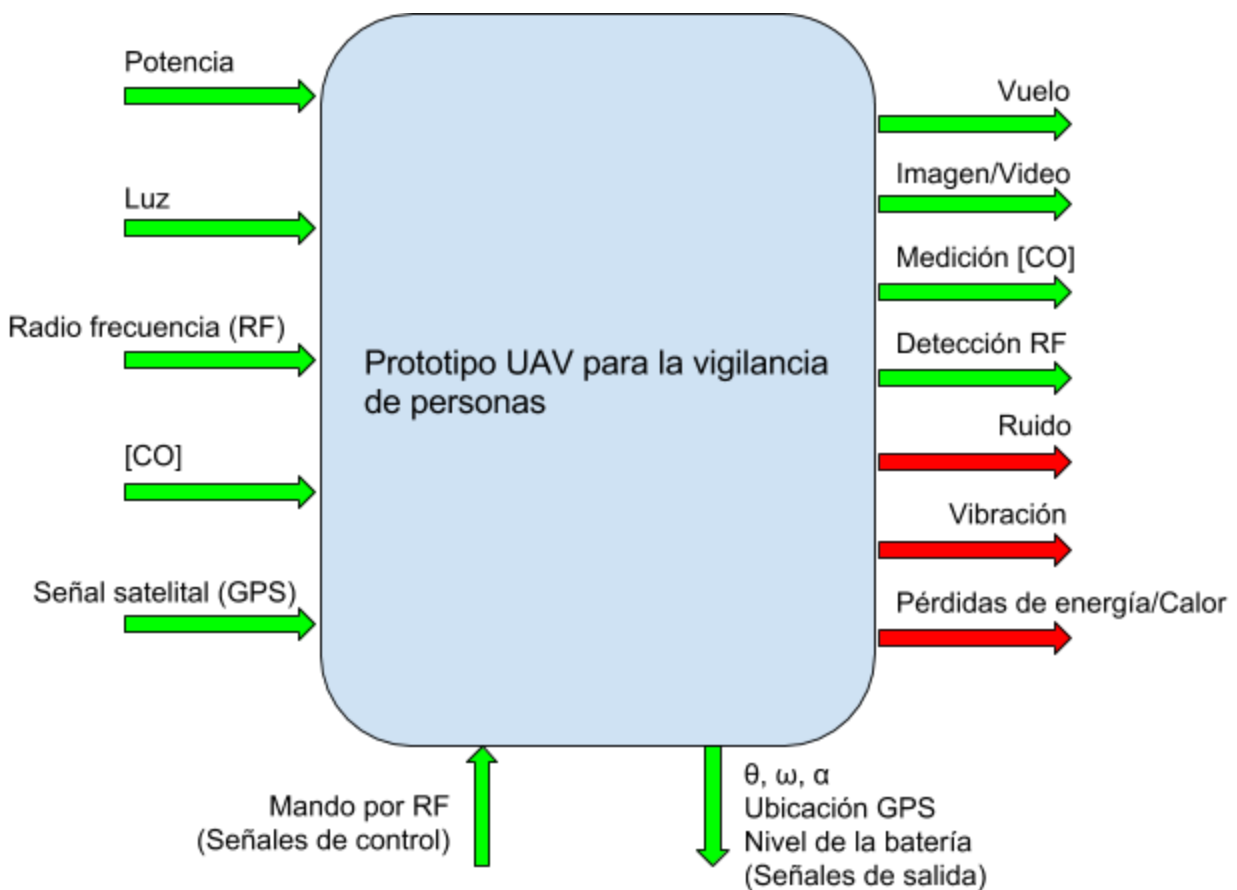 Potencia
Luz
Radio frecuencia (RF)
[CO]
Señal satelital (GPS)
Prototipo UAV para la vigilancia
de personas
Vuelo
Imagen/Video
Medición [CO]
Detección RF
Ruido
Vibración
Pérdidas de energía/Calor
Mando por RF
(Señales de control)
θ, ω, α
Ubicación GPS
Nivel de la batería
(Señales de salida)